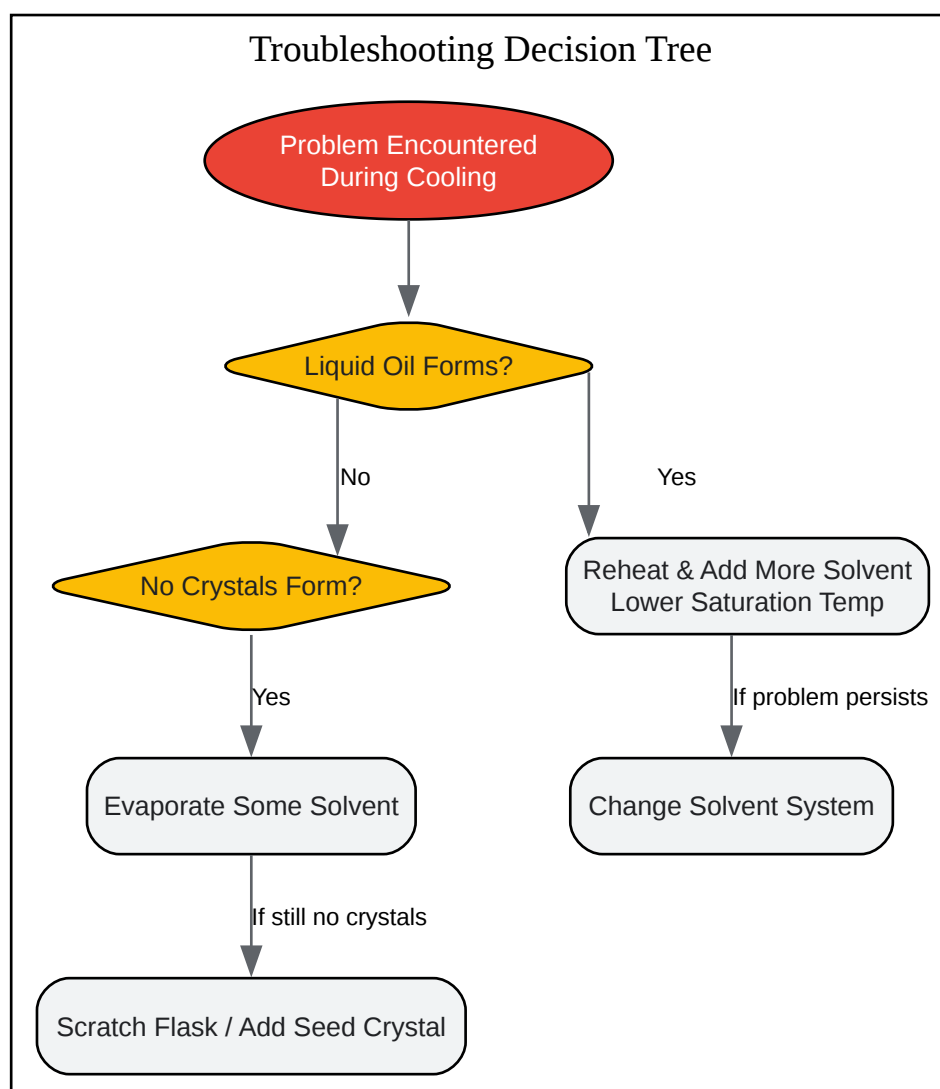 Troubleshooting Decision Tree
Problem Encountered
During Cooling
Liquid Oil Forms?
No
Yes
No Crystals Form?
Reheat & Add More Solvent
Lower Saturation Temp
Yes
If problem persists
Evaporate Some Solvent
Change Solvent System
If still no crystals
Scratch Flask / Add Seed Crystal